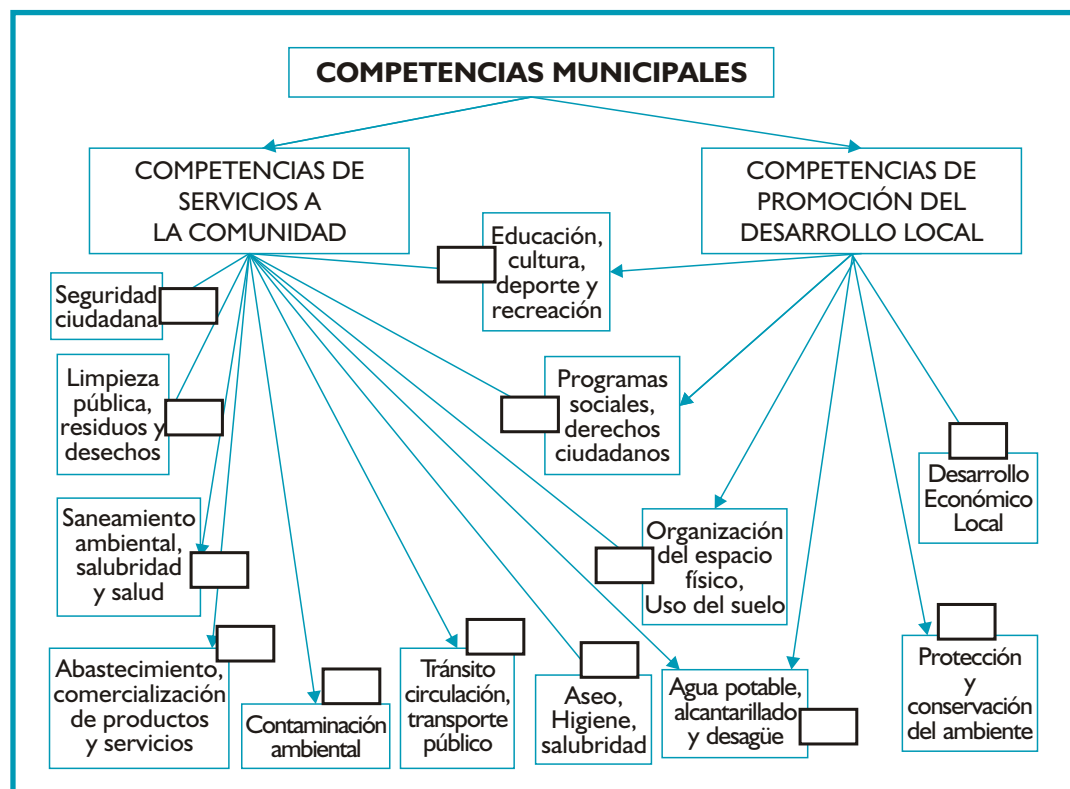 COMPETENCIAS MUNICIPALES
COMPETENCIAS DE
SERVICIOS A
LA COMUNIDAD
COMPETENCIAS DE
PROMOCIÓN DEL
DESARROLLO LOCAL
Educación,
cultura,
deporte y
recreación
Seguridad
ciudadana
Limpieza
pública,
residuos y
desechos
Programas
sociales,
derechos
ciudadanos
Desarrollo
Económico
Local
Saneamiento
ambiental,
salubridad
y salud
Organización
del espacio
físico,
Uso del suelo
Abastecimiento,
comercialización
de productos
y servicios
Contaminación
ambiental
Tránsito
circulación,
transporte
público
Aseo,
Higiene,
salubridad
Agua potable,
alcantarillado
y desagüe
Protección
y
conservación
del ambiente